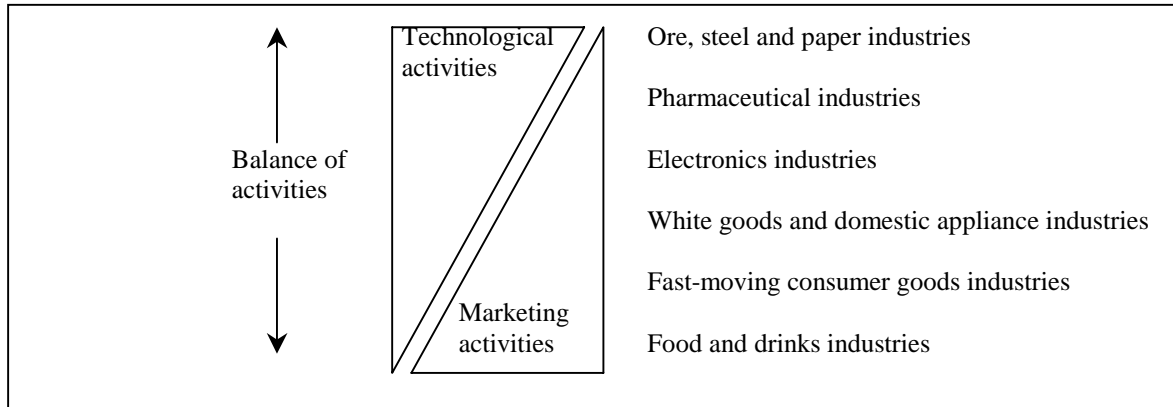 Technological
activities
Balance of
activities
Marketing
activities
Ore, steel and paper industries
Pharmaceutical industries
Electronics industries
White goods and domestic appliance industries
Fast-moving consumer goods industries
Food and drinks industries